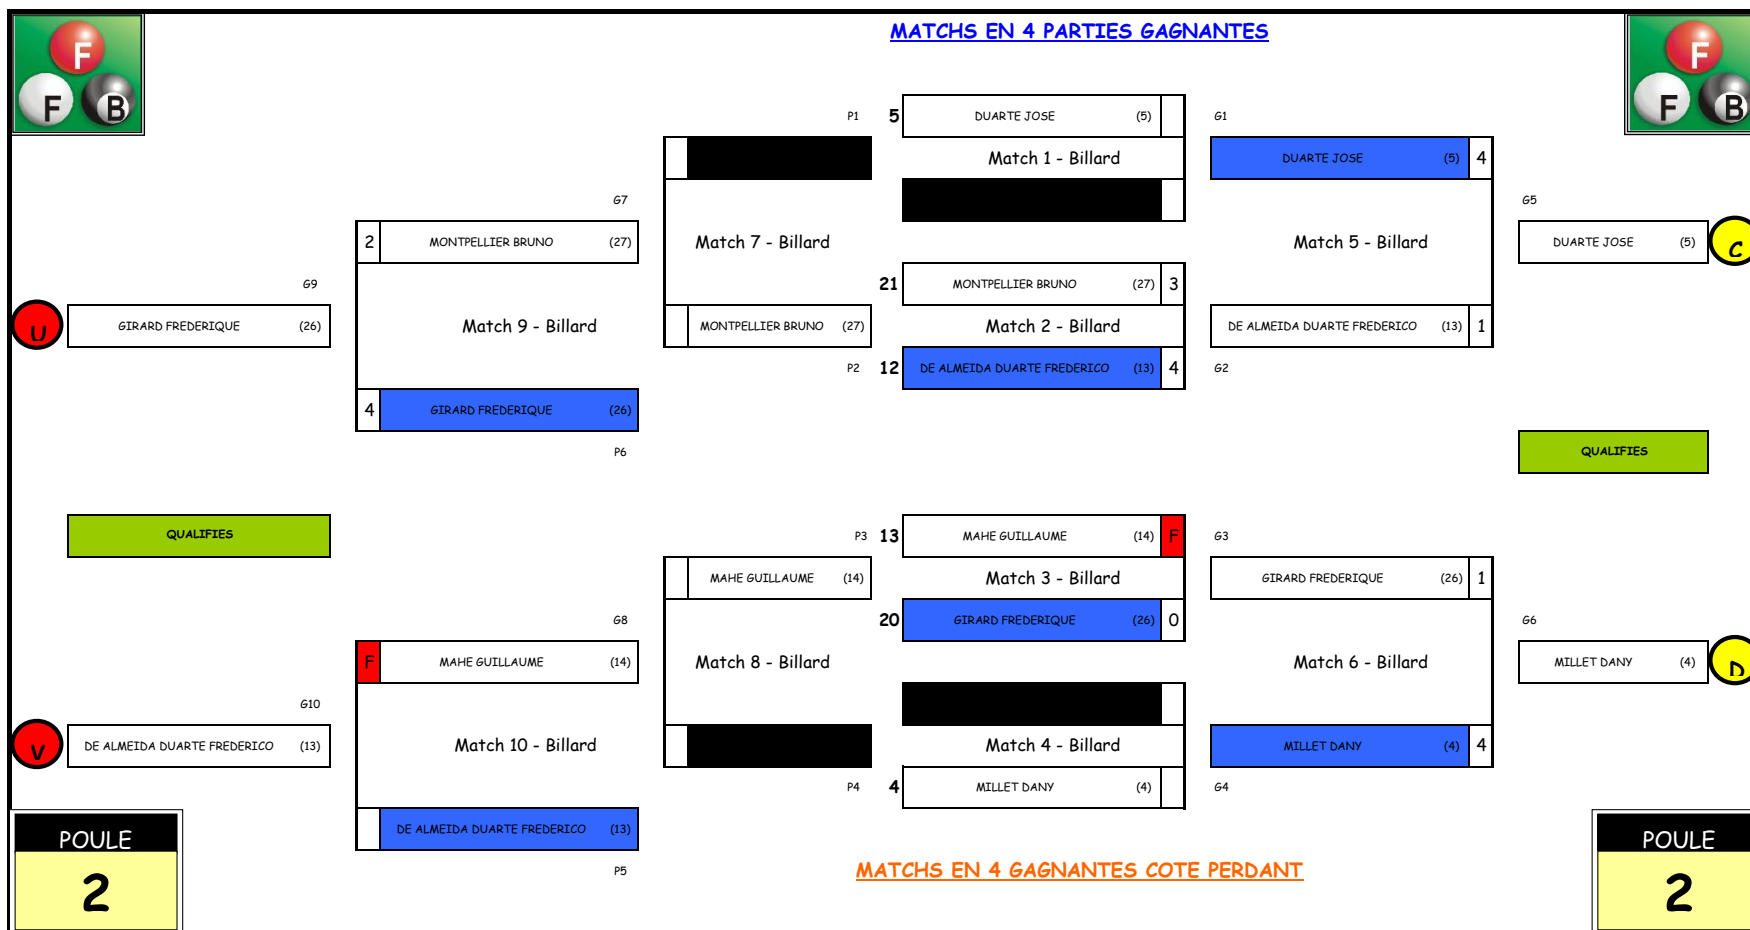 MATCHS EN 4 PARTIES GAGNANTES
F
F B
F
F B
P1 5 DUARTE JOSE (5) G1
Match 1 - Billard DUARTE JOSE (5) 4
G7 G5
2 MONTPELLIER BRUNO (27) Match 7 - Billard Match 5 - Billard DUARTE JOSE (5) C
G9 21 MONTPELLIER BRUNO (27) 3
U GIRARD FREDERIQUE (26) Match 9 - Billard MONTPELLIER BRUNO (27) Match 2 - Billard DE ALMEIDA DUARTE FREDERICO (13) 1
P2 12 DE ALMEIDA DUARTE FREDERICO (13) 4 G2
4 GIRARD FREDERIQUE (26)
P6 QUALIFIES
QUALIFIES P3 13 MAHE GUILLAUME (14) F G3
MAHE GUILLAUME (14) Match 3 - Billard GIRARD FREDERIQUE (26) 1
G8 20 GIRARD FREDERIQUE (26) 0 G6
F MAHE GUILLAUME (14) Match 8 - Billard Match 6 - Billard MILLET DANY (4) D
G10
V DE ALMEIDA DUARTE FREDERICO (13) Match 10 - Billard Match 4 - Billard MILLET DANY (4) 4
P4 4 MILLET DANY (4) G4
DE ALMEIDA DUARTE FREDERICO (13)
POULE POULE
P5 MATCHS EN 4 GAGNANTES COTE PERDANT
2 2